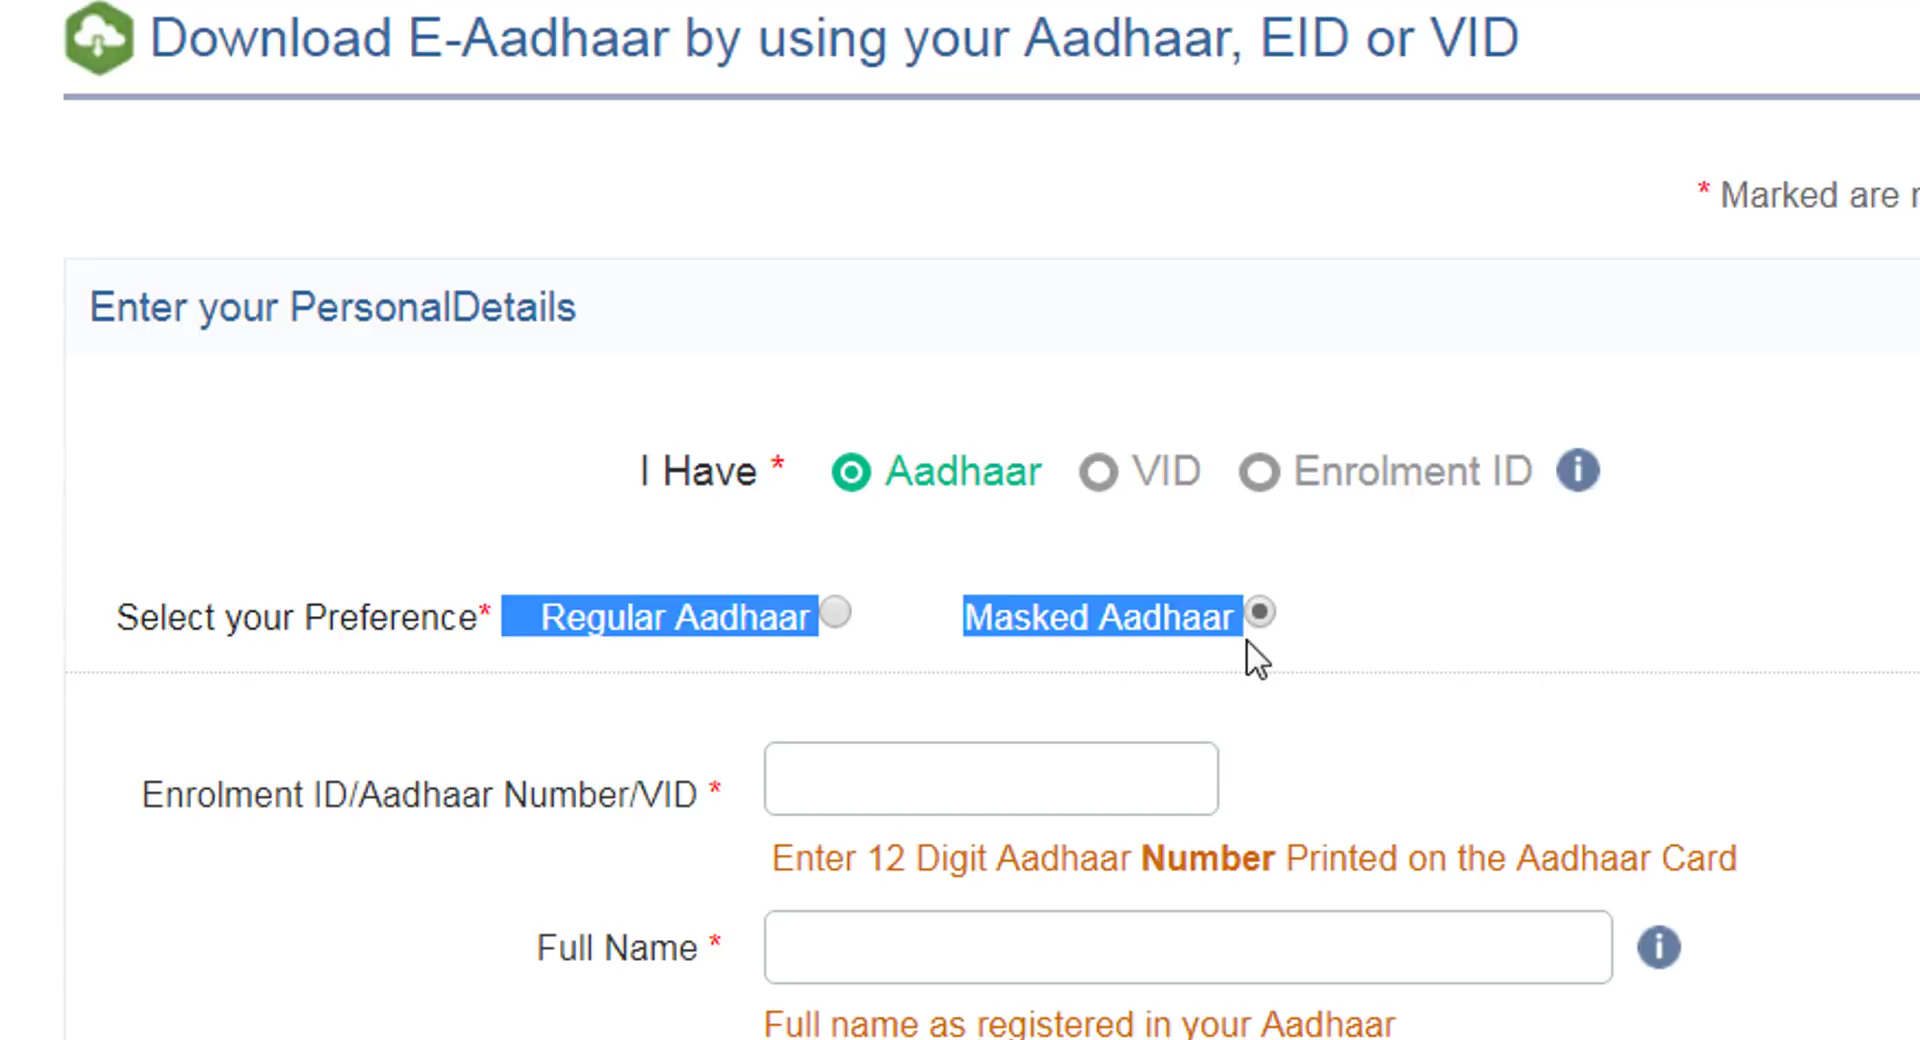 Download E-Aadhaar by using your Aadhaar, EID or VID
* Marked are
Enter your PersonalDetails
I Have * Aadhaar VID Enrolment ID i
Select your Preference* Regular Aadhaar Masked Aadhaar
Enrolment ID/Aadhaar Number/VID *
Enter 12 Digit Aadhaar Number Printed on the Aadhaar Card
Full Name * i
Full name as registered in your Aadhaar